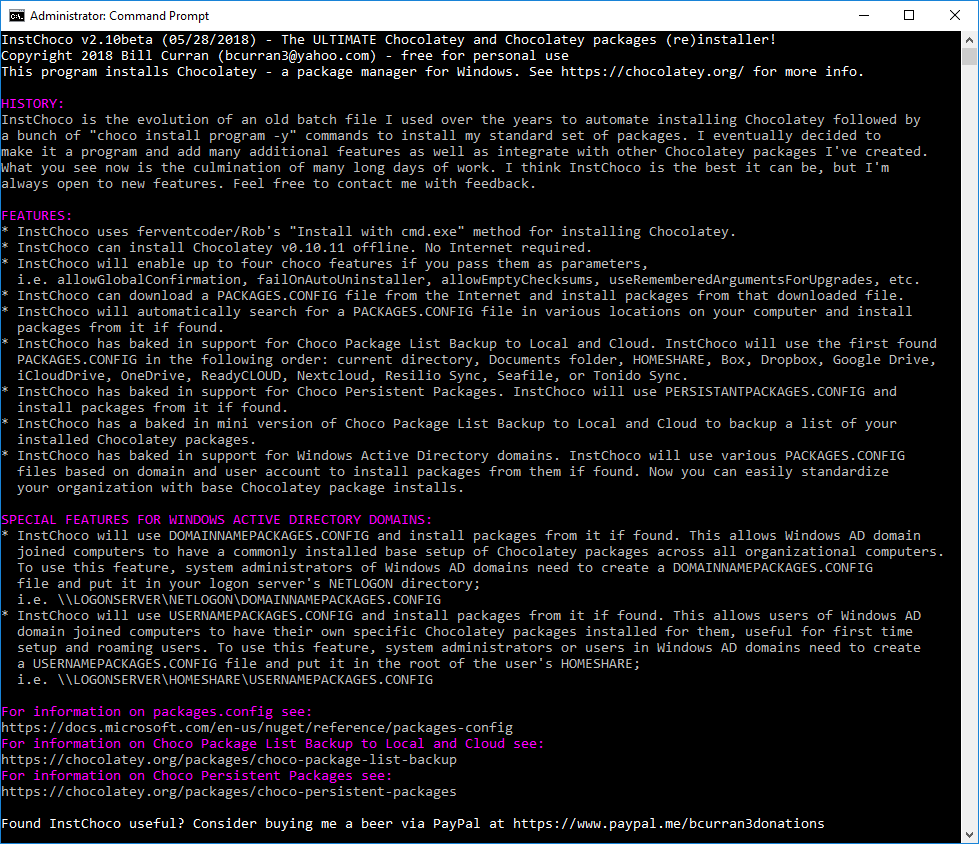 Administrator: Command Prompt
InstChoco v2.10beta (05/28/2018) - The ULTIMATE Chocolatey and Chocolatey packages (re)installer!
Copyright 2018 Bill Curran (bcurran3@yahoo.com) - free for personal use
This program installs Chocolatey - a package manager for Windows. See https://chocolatey.org/ for more info.
HISTORY:
InstChoco is the evolution of an old batch file I used over the years to automate installing Chocolatey followed by
a bunch of "choco install program -y" commands to install my standard set of packages. I eventually decided to
make it a program and add many additional features as well as integrate with other Chocolatey packages I've created.
What you see now is the culmination of many long days of work. I think InstChoco is the best it can be, but I'm
always open to new features. Feel free to contact me with feedback.
FEATURES:
* InstChoco uses ferventcoder/Rob's "Install with cmd.exe" method for installing Chocolatey.
* InstChoco can install Chocolatey v0.10.11 offline. No Internet required.
* InstChoco will enable up to four choco features if you pass them as parameters,
i.e. allowGlobalConfirmation, failOnAutoUninstaller, allowEmptyChecksums, useRememberedArgumentsForUpgrades, etc.
* InstChoco can download a PACKAGES.CONFIG file from the Internet and install packages from that downloaded file.
* InstChoco will automatically search for a PACKAGES.CONFIG file in various locations on your computer and install
packages from it if found.
* InstChoco has baked in support for Choco Package List Backup to Local and Cloud. InstChoco will use the first found
PACKAGES.CONFIG in the following order: current directory, Documents folder, HOMESHARE, Box, Dropbox, Google Drive,
iCloudDrive, OneDrive, ReadyCLOUD, Nextcloud, Resilio Sync, Seafile, or Tonido Sync.
* InstChoco has baked in support for Choco Persistent Packages. InstChoco will use PERSISTANTPACKAGES.CONFIG and
install packages from it if found.
* InstChoco has a baked in mini version of Choco Package List Backup to Local and Cloud to backup a list of your
installed Chocolatey packages.
* InstChoco has baked in support for Windows Active Directory domains. InstChoco will use various PACKAGES.CONFIG
files based on domain and user account to install packages from them if found. Now you can easily standardize
your organization with base Chocolatey package installs.
SPECIAL FEATURES FOR WINDOWS ACTIVE DIRECTORY DOMAINS:
* InstChoco will use DOMAINNAMEPACKAGES.CONFIG and install packages from it if found. This allows Windows AD domain
joined computers to have a commonly installed base setup of Chocolatey packages across all organizational computers.
To use this feature, system administrators of Windows AD domains need to create a DOMAINNAMEPACKAGES.CONFIG
file and put it in your logon server's NETLOGON directory;
i.e. \\LOGONSERVER\NETLOGON\DOMAINNAMEPACKAGES.CONFIG
* InstChoco will use USERNAMEPACKAGES.CONFIG and install packages from it if found. This allows users of Windows AD
domain joined computers to have their own specific Chocolatey packages installed for them, useful for first time
setup and roaming users. To use this feature, system administrators or users in Windows AD domains need to create
a USERNAMEPACKAGES.CONFIG file and put it in the root of the user's HOMESHARE;
i.e. \\LOGONSERVER\HOMESHARE\USERNAMEPACKAGES.CONFIG
For information on packages.config see:
https://docs.microsoft.com/en-us/nuget/reference/packages-config
For information on Choco Package List Backup to Local and Cloud see:
https://chocolatey.org/packages/choco-package-list-backup
For information on Choco Persistent Packages see:
https://chocolatey.org/packages/choco-persistent-packages
Found InstChoco useful? Consider buying me a beer via PayPal at https://www.paypal.me/bcurran3donations